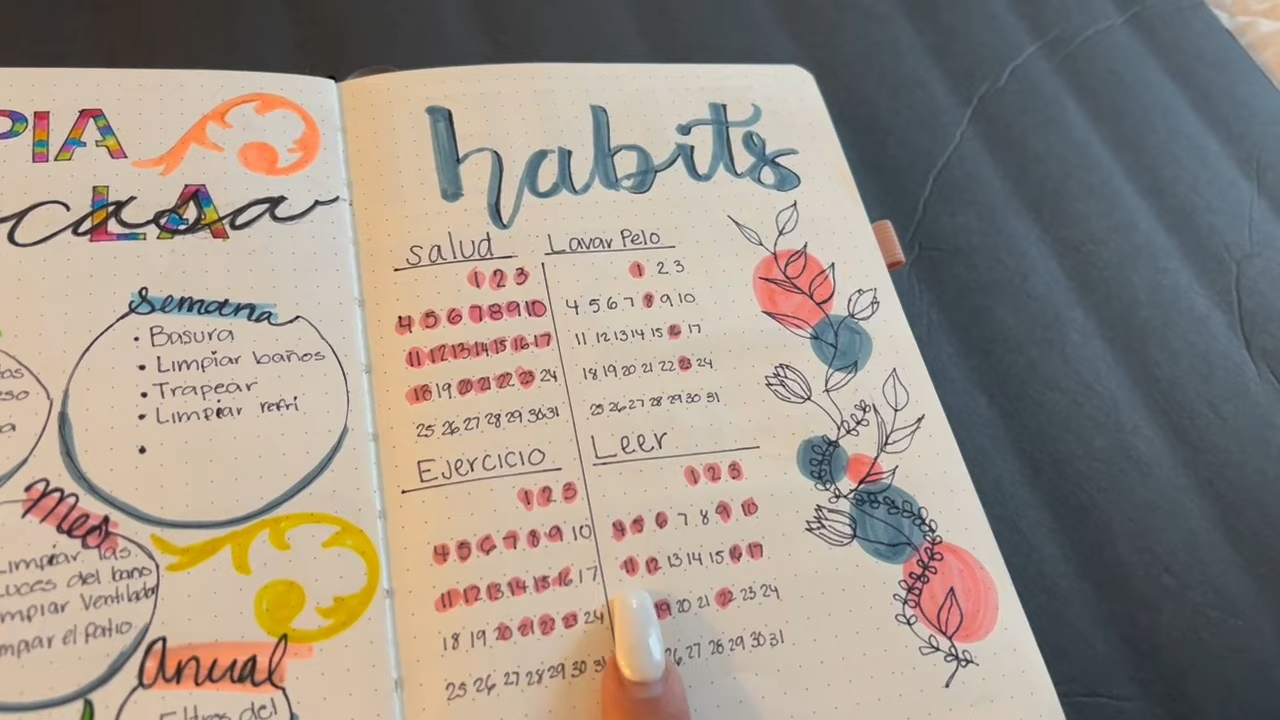 PIA
LA
casa
Semana
• Basura
• Limpiar baños
• Trapear
• Limpiar refri
•
Mes
Limpiar las
Luces del baño
mpiar Ventilador
mpiar el patio
Anual
Filtros del
habits
Salud
1 2 3
4 5 6 7 8 9 10
11 12 13 14 15 16 17
18 19 20 21 22 23 24
25 26 27 28 29 30 31
Lavar Pelo
1 2 3
4 5 6 7 8 9 10
11 12 13 14 15 16 17
18 19 20 21 22 23 24
25 26 27 28 29 30 31
Ejercicio
1 2 3
4 5 6 7 8 9 10
11 12 13 14 15 16 17
18 19 20 21 22 23 24
25 26 27 28 29 30 31
Leer
1 2 3
4 5 6 7 8 9 10
11 12 13 14 15 16 17
19 20 21 22 23 24
26 27 28 29 30 31